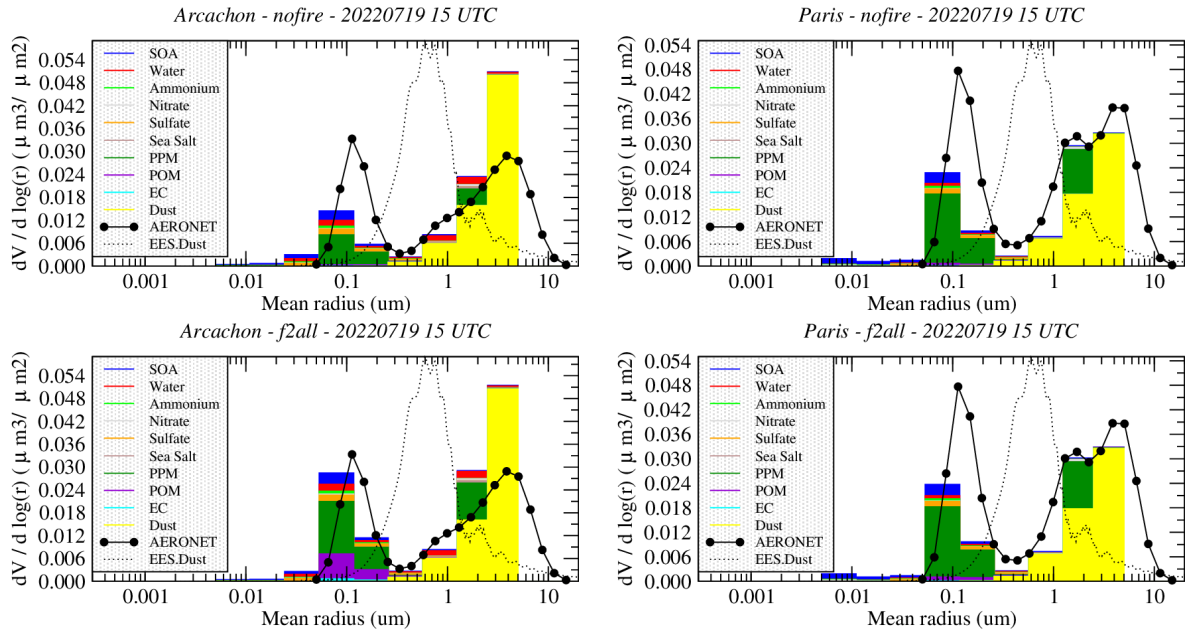 Arcachon - nofire - 20220719 15 UTC
dV / d log(r) ( µ m3/ µ m2)
0.054
0.048
0.042
0.036
0.030
0.024
0.018
0.012
0.006
0.000
SOA
Water
Ammonium
Nitrate
Sulfate
Sea Salt
PPM
POM
EC
Dust
AERONET
EES.Dust
0.001 0.01 0.1 1 10
Mean radius (um)
Paris - nofire - 20220719 15 UTC
dV / d log(r) ( µ m3/ µ m2)
0.054
0.048
0.042
0.036
0.030
0.024
0.018
0.012
0.006
0.000
SOA
Water
Ammonium
Nitrate
Sulfate
Sea Salt
PPM
POM
EC
Dust
AERONET
EES.Dust
0.001 0.01 0.1 1 10
Mean radius (um)
Arcachon - f2all - 20220719 15 UTC
dV / d log(r) ( µ m3/ µ m2)
0.054
0.048
0.042
0.036
0.030
0.024
0.018
0.012
0.006
0.000
SOA
Water
Ammonium
Nitrate
Sulfate
Sea Salt
PPM
POM
EC
Dust
AERONET
EES.Dust
0.001 0.01 0.1 1 10
Mean radius (um)
Paris - f2all - 20220719 15 UTC
dV / d log(r) ( µ m3/ µ m2)
0.054
0.048
0.042
0.036
0.030
0.024
0.018
0.012
0.006
0.000
SOA
Water
Ammonium
Nitrate
Sulfate
Sea Salt
PPM
POM
EC
Dust
AERONET
EES.Dust
0.001 0.01 0.1 1 10
Mean radius (um)